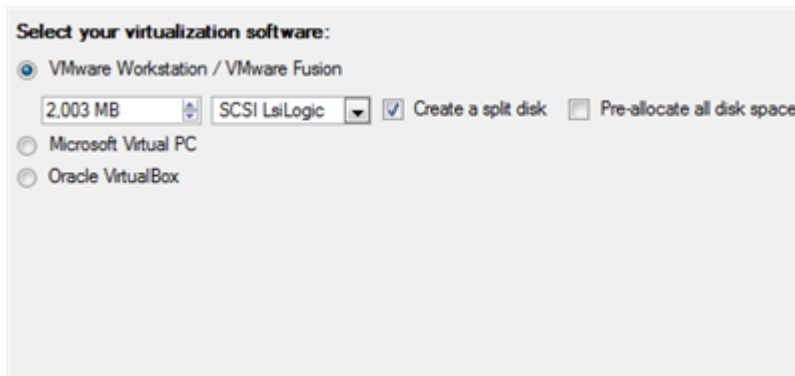 Select your virtualization software:
VMware Workstation / VMware Fusion
2,003 MB SCSI LsiLogic Create a split disk Pre-allocate all disk space
Microsoft Virtual PC
Oracle VirtualBox